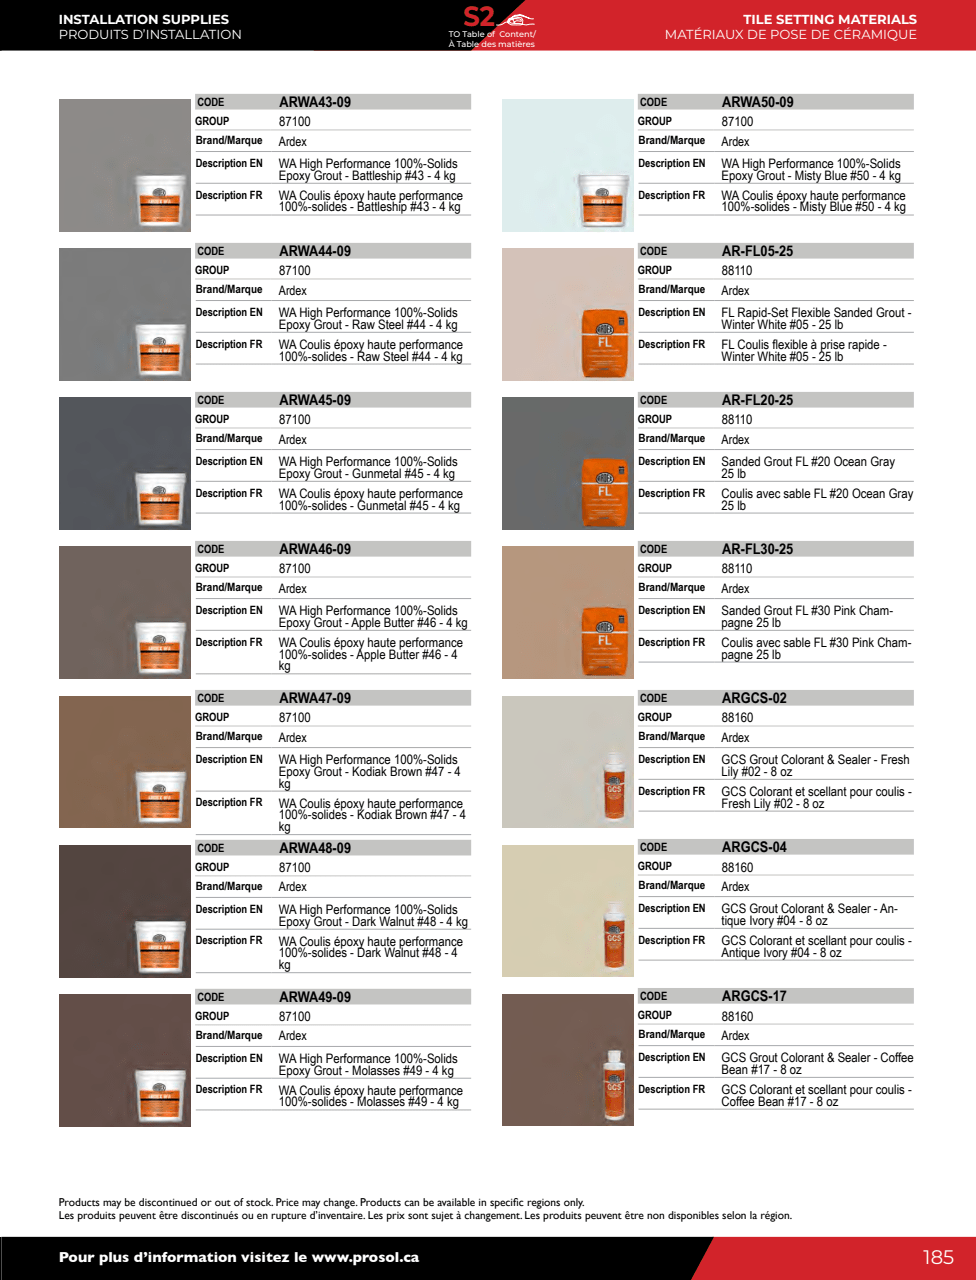 INSTALLATION SUPPLIES
PRODUITS D'INSTALLATION
S2
TO Table of Content/
À Table des matières
TILE SETTING MATERIALS
MATÉRIAUX DE POSE DE CÉRAMIQUE
CODE ARWA43-09
GROUP 87100
Brand/Marque Ardex
Description EN WA High Performance 100%-Solids
Epoxy Grout - Battleship #43 - 4 kg
Description FR WA Coulis époxy haute performance
100%-solides - Battleship #43 - 4 kg
CODE ARWA44-09
GROUP 87100
Brand/Marque Ardex
Description EN WA High Performance 100%-Solids
Epoxy Grout - Raw Steel #44 - 4 kg
Description FR WA Coulis époxy haute performance
100%-solides - Raw Steel #44 - 4 kg
CODE ARWA45-09
GROUP 87100
Brand/Marque Ardex
Description EN WA High Performance 100%-Solids
Epoxy Grout - Gunmetal #45 - 4 kg
Description FR WA Coulis époxy haute performance
100%-solides - Gunmetal #45 - 4 kg
CODE ARWA46-09
GROUP 87100
Brand/Marque Ardex
Description EN WA High Performance 100%-Solids
Epoxy Grout - Apple Butter #46 - 4 kg
Description FR WA Coulis époxy haute performance
100%-solides - Apple Butter #46 - 4
kg
CODE ARWA47-09
GROUP 87100
Brand/Marque Ardex
Description EN WA High Performance 100%-Solids
Epoxy Grout - Kodiak Brown #47 - 4
kg
Description FR WA Coulis époxy haute performance
100%-solides - Kodiak Brown #47 - 4
kg
CODE ARWA48-09
GROUP 87100
Brand/Marque Ardex
Description EN WA High Performance 100%-Solids
Epoxy Grout - Dark Walnut #48 - 4 kg
Description FR WA Coulis époxy haute performance
100%-solides - Dark Walnut #48 - 4
kg
CODE ARWA49-09
GROUP 87100
Brand/Marque Ardex
Description EN WA High Performance 100%-Solids
Epoxy Grout - Molasses #49 - 4 kg
Description FR WA Coulis époxy haute performance
100%-solides - Molasses #49 - 4 kg
CODE ARWA50-09
GROUP 87100
Brand/Marque Ardex
Description EN WA High Performance 100%-Solids
Epoxy Grout - Misty Blue #50 - 4 kg
Description FR WA Coulis époxy haute performance
100%-solides - Misty Blue #50 - 4 kg
ARDEX
FL
CODE AR-FL05-25
GROUP 88110
Brand/Marque Ardex
Description EN FL Rapid-Set Flexible Sanded Grout -
Winter White #05 - 25 lb
Description FR FL Coulis flexible à prise rapide -
Winter White #05 - 25 lb
ARDEX
FL
CODE AR-FL20-25
GROUP 88110
Brand/Marque Ardex
Description EN Sanded Grout FL #20 Ocean Gray
25 lb
Description FR Coulis avec sable FL #20 Ocean Gray
25 lb
ARDEX
FL
CODE AR-FL30-25
GROUP 88110
Brand/Marque Ardex
Description EN Sanded Grout FL #30 Pink Cham-
pagne 25 lb
Description FR Coulis avec sable FL #30 Pink Cham-
pagne 25 lb
GCS
CODE ARGCS-02
GROUP 88160
Brand/Marque Ardex
Description EN GCS Grout Colorant & Sealer - Fresh
Lily #02 - 8 oz
Description FR GCS Colorant et scellant pour coulis -
Fresh Lily #02 - 8 oz
GCS
CODE ARGCS-04
GROUP 88160
Brand/Marque Ardex
Description EN GCS Grout Colorant & Sealer - An-
tique Ivory #04 - 8 oz
Description FR GCS Colorant et scellant pour coulis -
Antique Ivory #04 - 8 oz
GCS
CODE ARGCS-17
GROUP 88160
Brand/Marque Ardex
Description EN GCS Grout Colorant & Sealer - Coffee
Bean #17 - 8 oz
Description FR GCS Colorant et scellant pour coulis -
Coffee Bean #17 - 8 oz
Products may be discontinued or out of stock. Price may change. Products can be available in specific regions only.
Les produits peuvent être discontinués ou en rupture d'inventaire. Les prix sont sujet à changement. Les produits peuvent être non disponibles selon la région.
Pour plus d'information visitez le www.prosol.ca
185